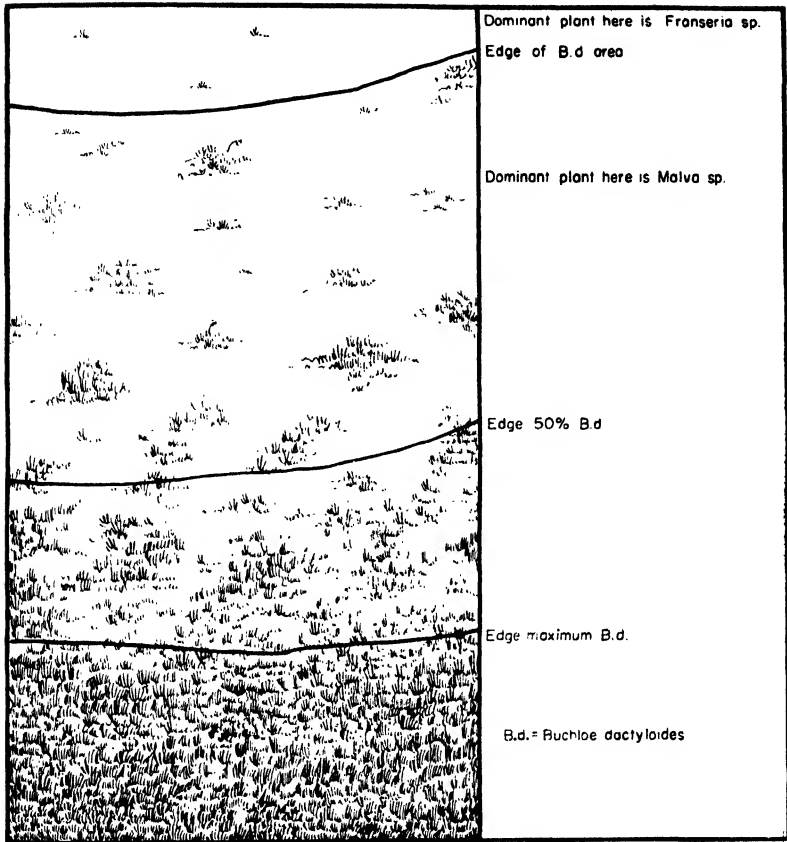 Dominant plant here is Franseria sp.
Edge of B.d area
Dominant plant here is Malva sp.
Edge 50% B.d
Edge maximum B.d.
B.d. = Buchloe dactyloides